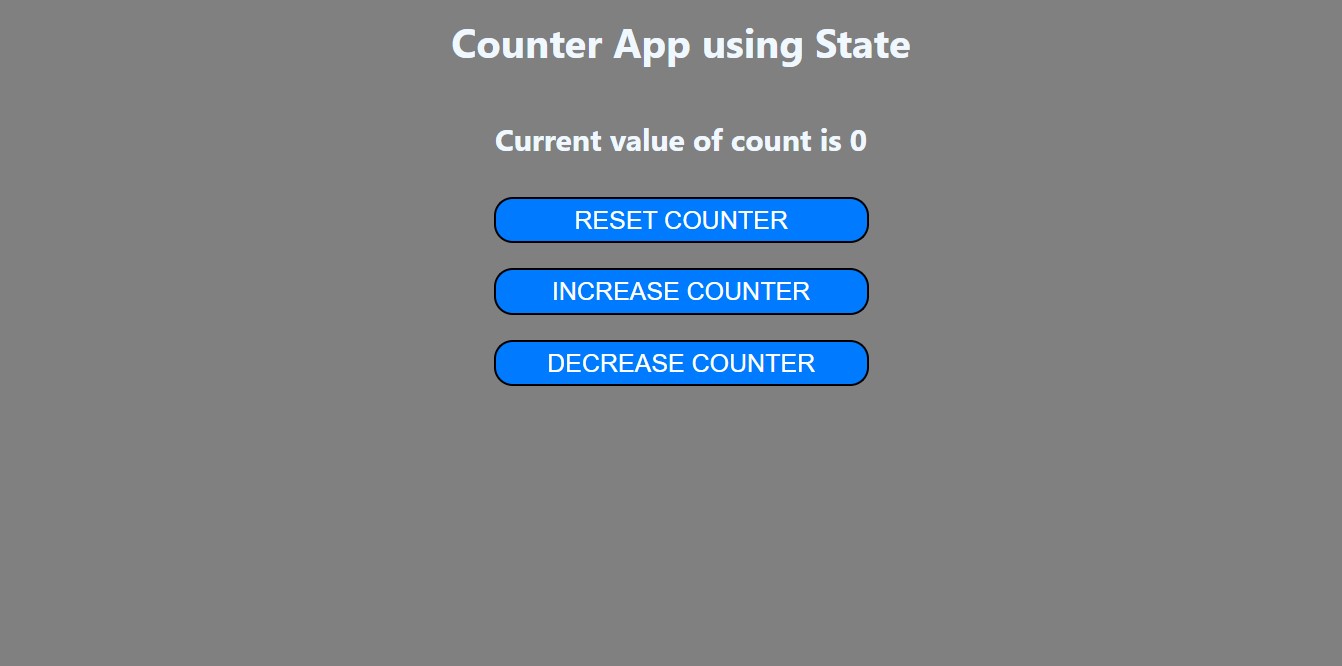 Counter App using State
Current value of count is 0
RESET COUNTER
INCREASE COUNTER
DECREASE COUNTER